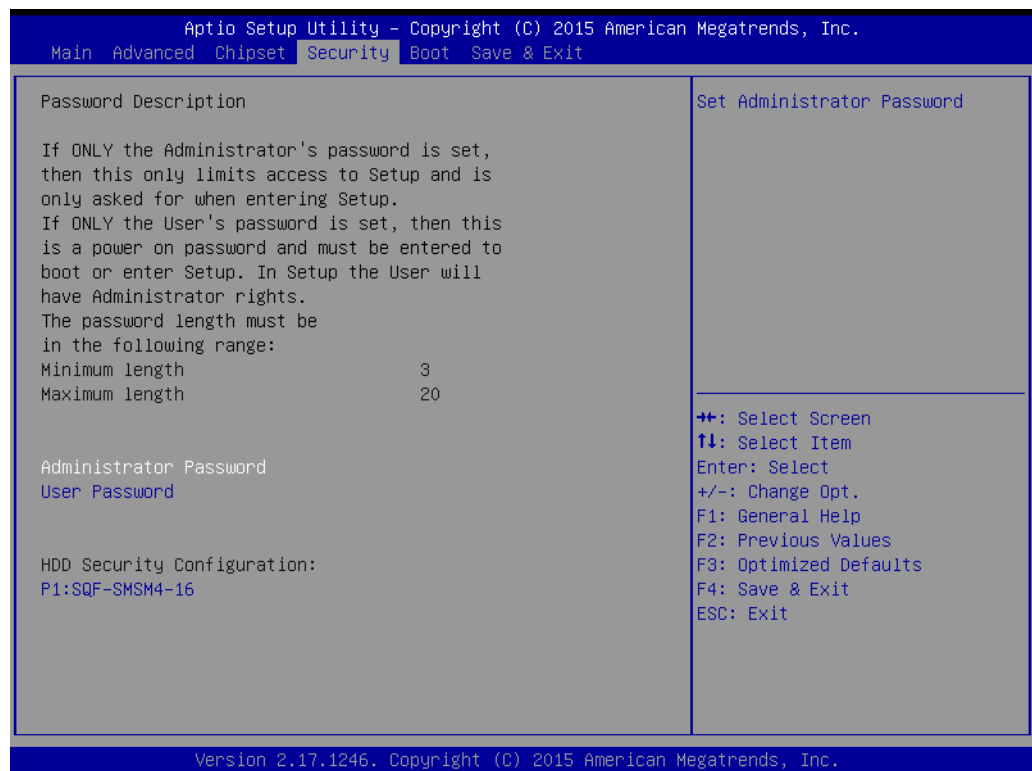 Aptio Setup Utility – Copyright (C) 2015 American Megatrends, Inc.
Main Advanced Chipset Security Boot Save & Exit
Password Description
If ONLY the Administrator's password is set,
then this only limits access to Setup and is
only asked for when entering Setup.
If ONLY the User's password is set, then this
is a power on password and must be entered to
boot or enter Setup. In Setup the User will
have Administrator rights.
The password length must be
in the following range:
Minimum length 3
Maximum length 20
Administrator Password
User Password
HDD Security Configuration:
P1:SQF-SMSM4-16
Set Administrator Password
→←: Select Screen
↑↓: Select Item
Enter: Select
+/-: Change Opt.
F1: General Help
F2: Previous Values
F3: Optimized Defaults
F4: Save & Exit
ESC: Exit
Version 2.17.1246. Copyright (C) 2015 American Megatrends, Inc.